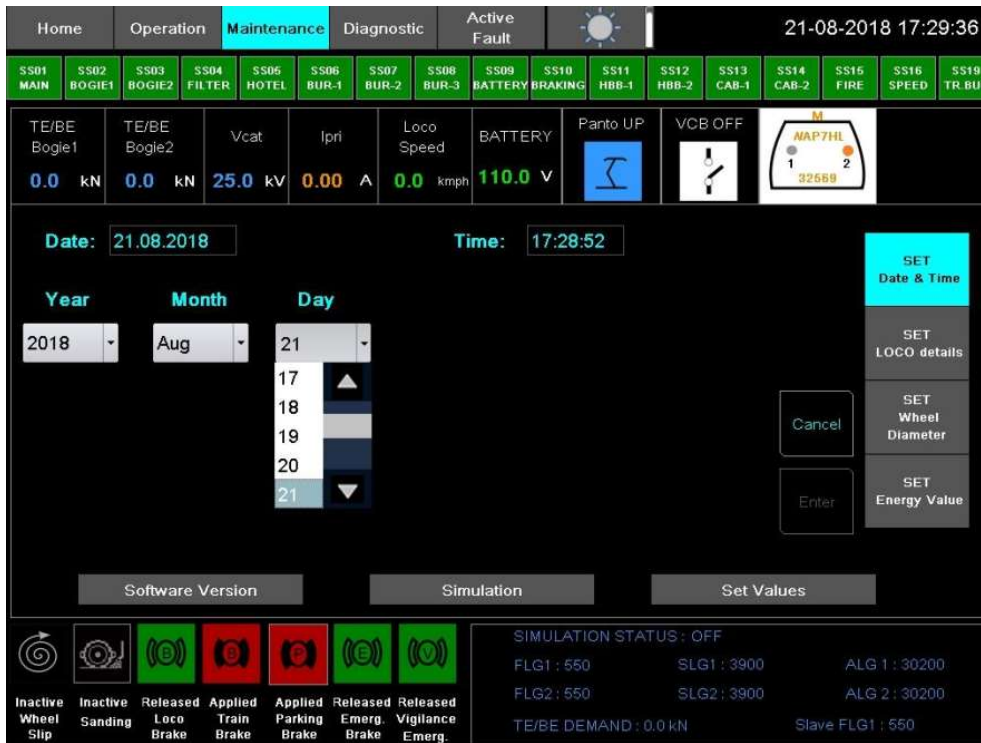 Home Operation Maintenance Diagnostic Active Fault 21-08-2018 17:29:36
SS01 SS02 SS03 SS04 SS05 SS06 SS07 SS08 SS09 SS10 SS11 SS12 SS13 SS14 SS15 SS16 SS19
MAIN BOGIE1 BOGIE2 FILTER HOTEL BUR-1 BUR-2 BUR-3 BATTERY BRAKING HBB-1 HBB-2 CAB-1 CAB-2 FIRE SPEED TR.BU
TE/BE Bogie1
0.0 kN
TE/BE Bogie2
0.0 kN
Vcat
25.0 kV
Ipri
0.00 A
Loco Speed
0.0 kmph
BATTERY
110.0 V
Panto UP
VCB OFF
M
WAP7HL
1 2
32569
Date: 21.08.2018 Time: 17:28:52
Year Month Day
2018 Aug 21
17
18
19
20
21
Cancel
Enter
SET
Date & Time
SET
LOCO details
SET
Wheel
Diameter
SET
Energy Value
Software Version Simulation Set Values
B B P E V
Inactive Wheel Slip
Inactive Sanding
Released Loco Brake
Applied Train Brake
Applied Parking Brake
Released Emerg. Brake
Released Vigilance Emerg.
SIMULATION STATUS : OFF
FLG1 : 550 SLG1 : 3900 ALG 1 : 30200
FLG2 : 550 SLG2 : 3900 ALG 2 : 30200
TE/BE DEMAND : 0.0 kN Slave FLG1 : 550